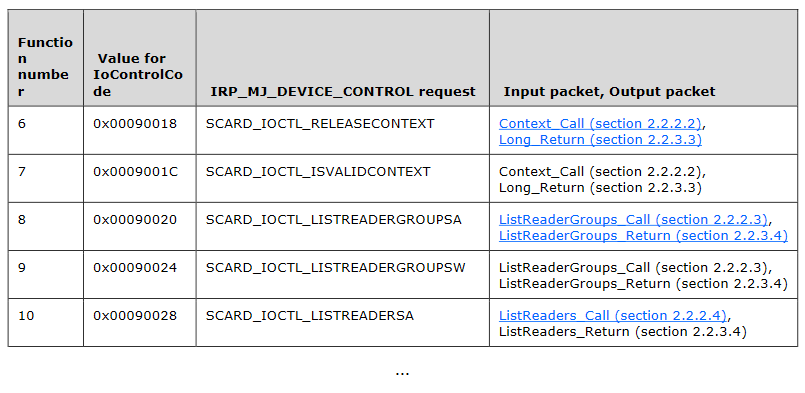 Functio
n
numbe
r
Value for
IoControlCo
de
IRP_MJ_DEVICE_CONTROL request
Input packet, Output packet
6
0x00090018
SCARD_IOCTL_RELEASECONTEXT
Context_Call (section 2.2.2.2),
Long_Return (section 2.2.3.3)
7
0x0009001C
SCARD_IOCTL_ISVALIDCONTEXT
Context_Call (section 2.2.2.2),
Long_Return (section 2.2.3.3)
8
0x00090020
SCARD_IOCTL_LISTREADERGROUPSA
ListReaderGroups_Call (section 2.2.2.3),
ListReaderGroups_Return (section 2.2.3.4)
9
0x00090024
SCARD_IOCTL_LISTREADERGROUPSW
ListReaderGroups_Call (section 2.2.2.3),
ListReaderGroups_Return (section 2.2.3.4)
10
0x00090028
SCARD_IOCTL_LISTREADERSA
ListReaders_Call (section 2.2.2.4),
ListReaders_Return (section 2.2.3.4)
...